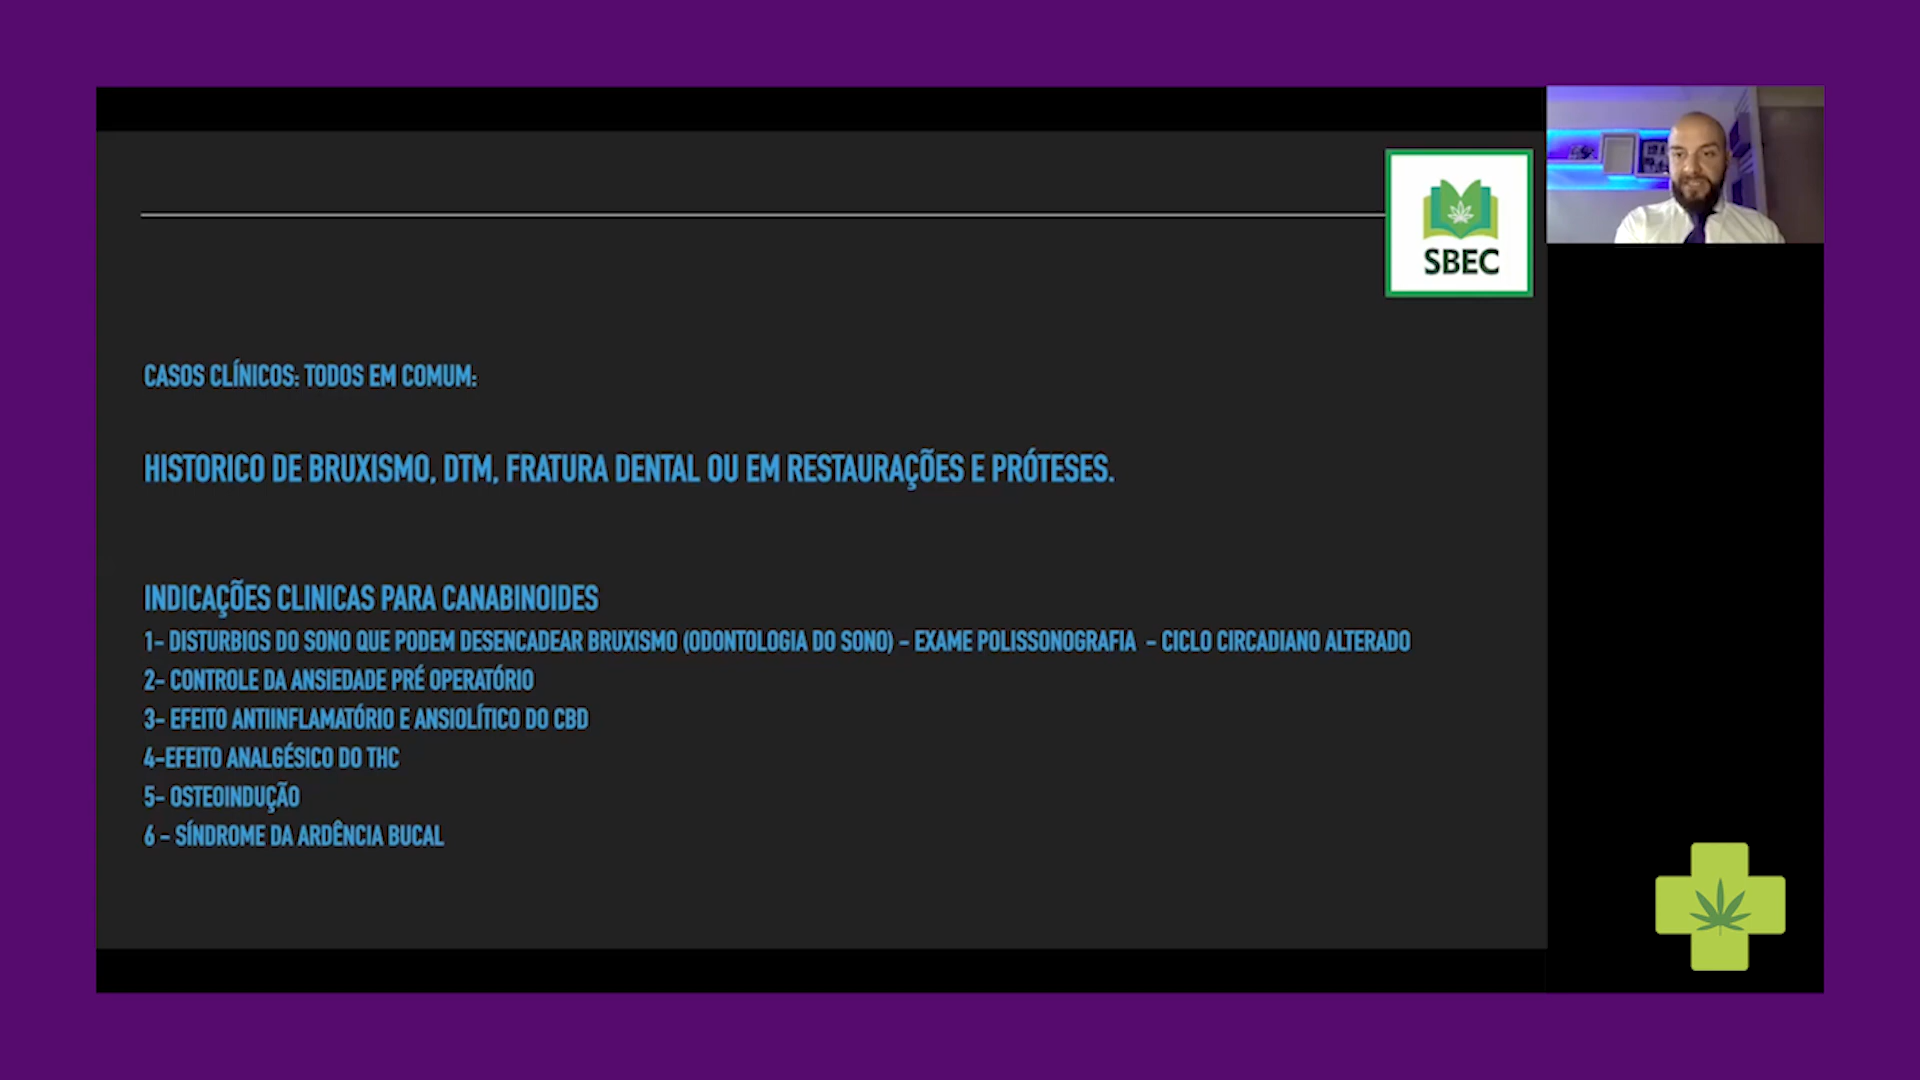 SBEC
CASOS CLÍNICOS: TODOS EM COMUM:
HISTORICO DE BRUXISMO, DTM, FRATURA DENTAL OU EM RESTAURAÇÕES E PRÓTESES.
INDICAÇÕES CLINICAS PARA CANABINOIDES
1- DISTURBIOS DO SONO QUE PODEM DESENCADEAR BRUXISMO (ODONTOLOGIA DO SONO) - EXAME POLISSONOGRAFIA - CICLO CIRCADIANO ALTERADO
2- CONTROLE DA ANSIEDADE PRÉ OPERATÓRIO
3- EFEITO ANTIINFLAMATÓRIO E ANSIOLÍTICO DO CBD
4-EFEITO ANALGÉSICO DO THC
5- OSTEOINDUÇÃO
6 - SÍNDROME DA ARDÊNCIA BUCAL